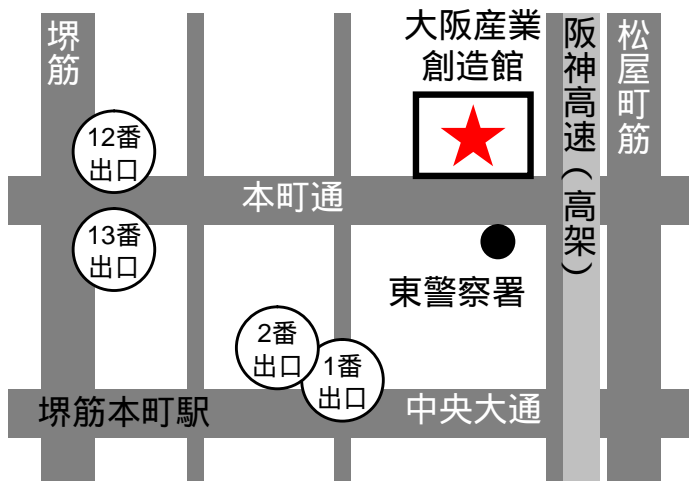 堺筋
大阪産業
創造館
阪神高速（高架）
松屋町筋
12番
出口
本町通
13番
出口
東警察署
2番
出口
1番
出口
堺筋本町駅
中央大通